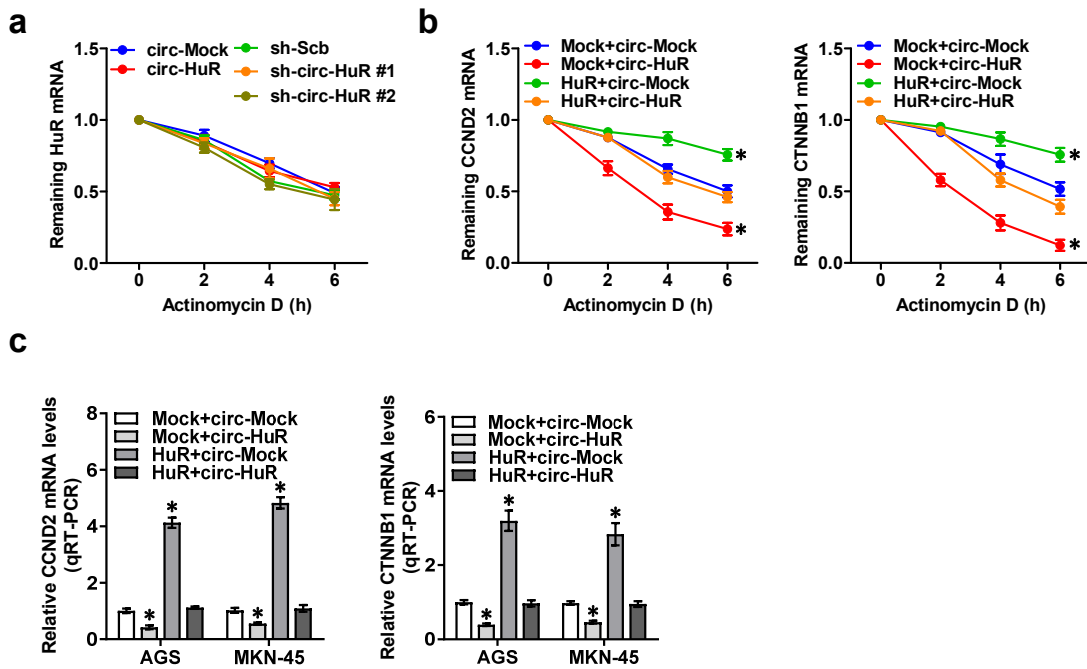 a
Remaining HuR mRNA
1.5
1.0
0.5
0.0
circ-Mock
circ-HuR
sh-Scb
sh-circ-HuR #1
sh-circ-HuR #2
0 2 4 6
Actinomycin D (h)
b
Remaining CCND2 mRNA
1.5
1.0
0.5
0.0
Mock+circ-Mock
Mock+circ-HuR
HuR+circ-Mock
HuR+circ-HuR
*
*
0 2 4 6
Actinomycin D (h)
Remaining CTNNB1 mRNA
1.5
1.0
0.5
0.0
Mock+circ-Mock
Mock+circ-HuR
HuR+circ-Mock
HuR+circ-HuR
*
*
0 2 4 6
Actinomycin D (h)
c
Relative CCND2 mRNA levels
(qRT-PCR)
8
6
4
2
0
Mock+circ-Mock
Mock+circ-HuR
HuR+circ-Mock
HuR+circ-HuR
* * * *
AGS MKN-45
Relative CTNNB1 mRNA levels
(qRT-PCR)
6
4
2
0
Mock+circ-Mock
Mock+circ-HuR
HuR+circ-Mock
HuR+circ-HuR
* * * *
AGS MKN-45